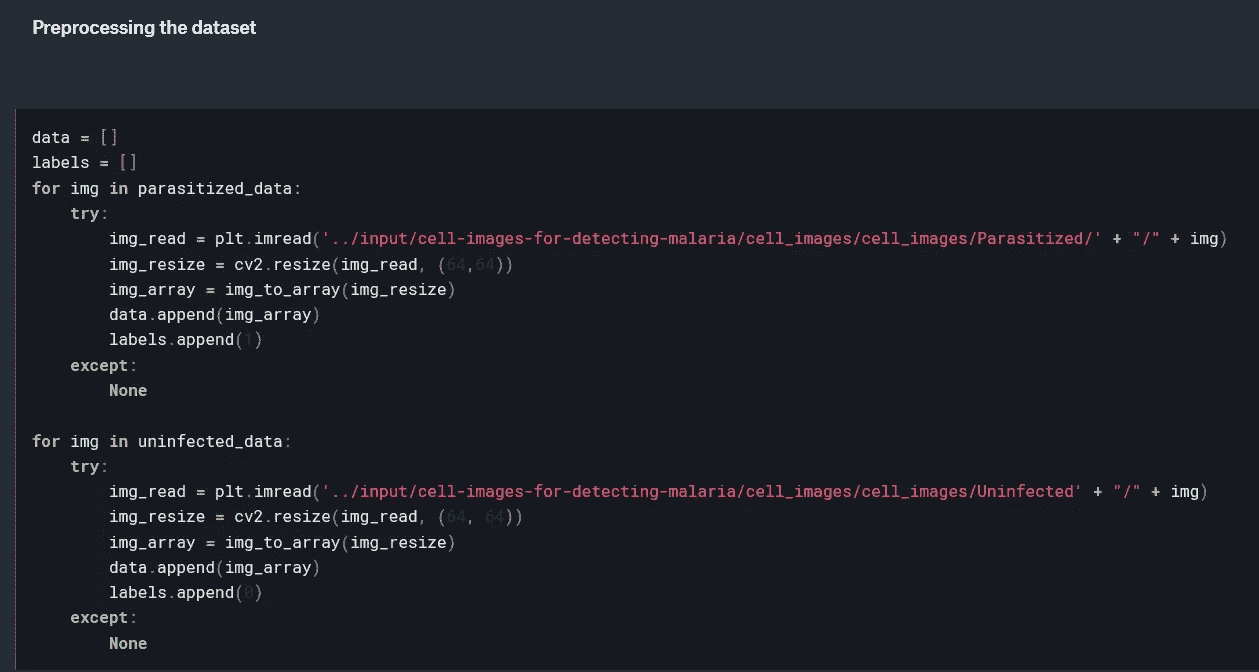 Preprocessing the dataset
data = []
labels = []
for img in parasitized_data:
    try:
        img_read = plt.imread('../input/cell-images-for-detecting-malaria/cell_images/cell_images/Parasitized/' + "/" + img)
        img_resize = cv2.resize(img_read, (64,64))
        img_array = img_to_array(img_resize)
        data.append(img_array)
        labels.append(1)
    except:
        None
for img in uninfected_data:
    try:
        img_read = plt.imread('../input/cell-images-for-detecting-malaria/cell_images/cell_images/Uninfected' + "/" + img)
        img_resize = cv2.resize(img_read, (64, 64))
        img_array = img_to_array(img_resize)
        data.append(img_array)
        labels.append(0)
    except:
        None